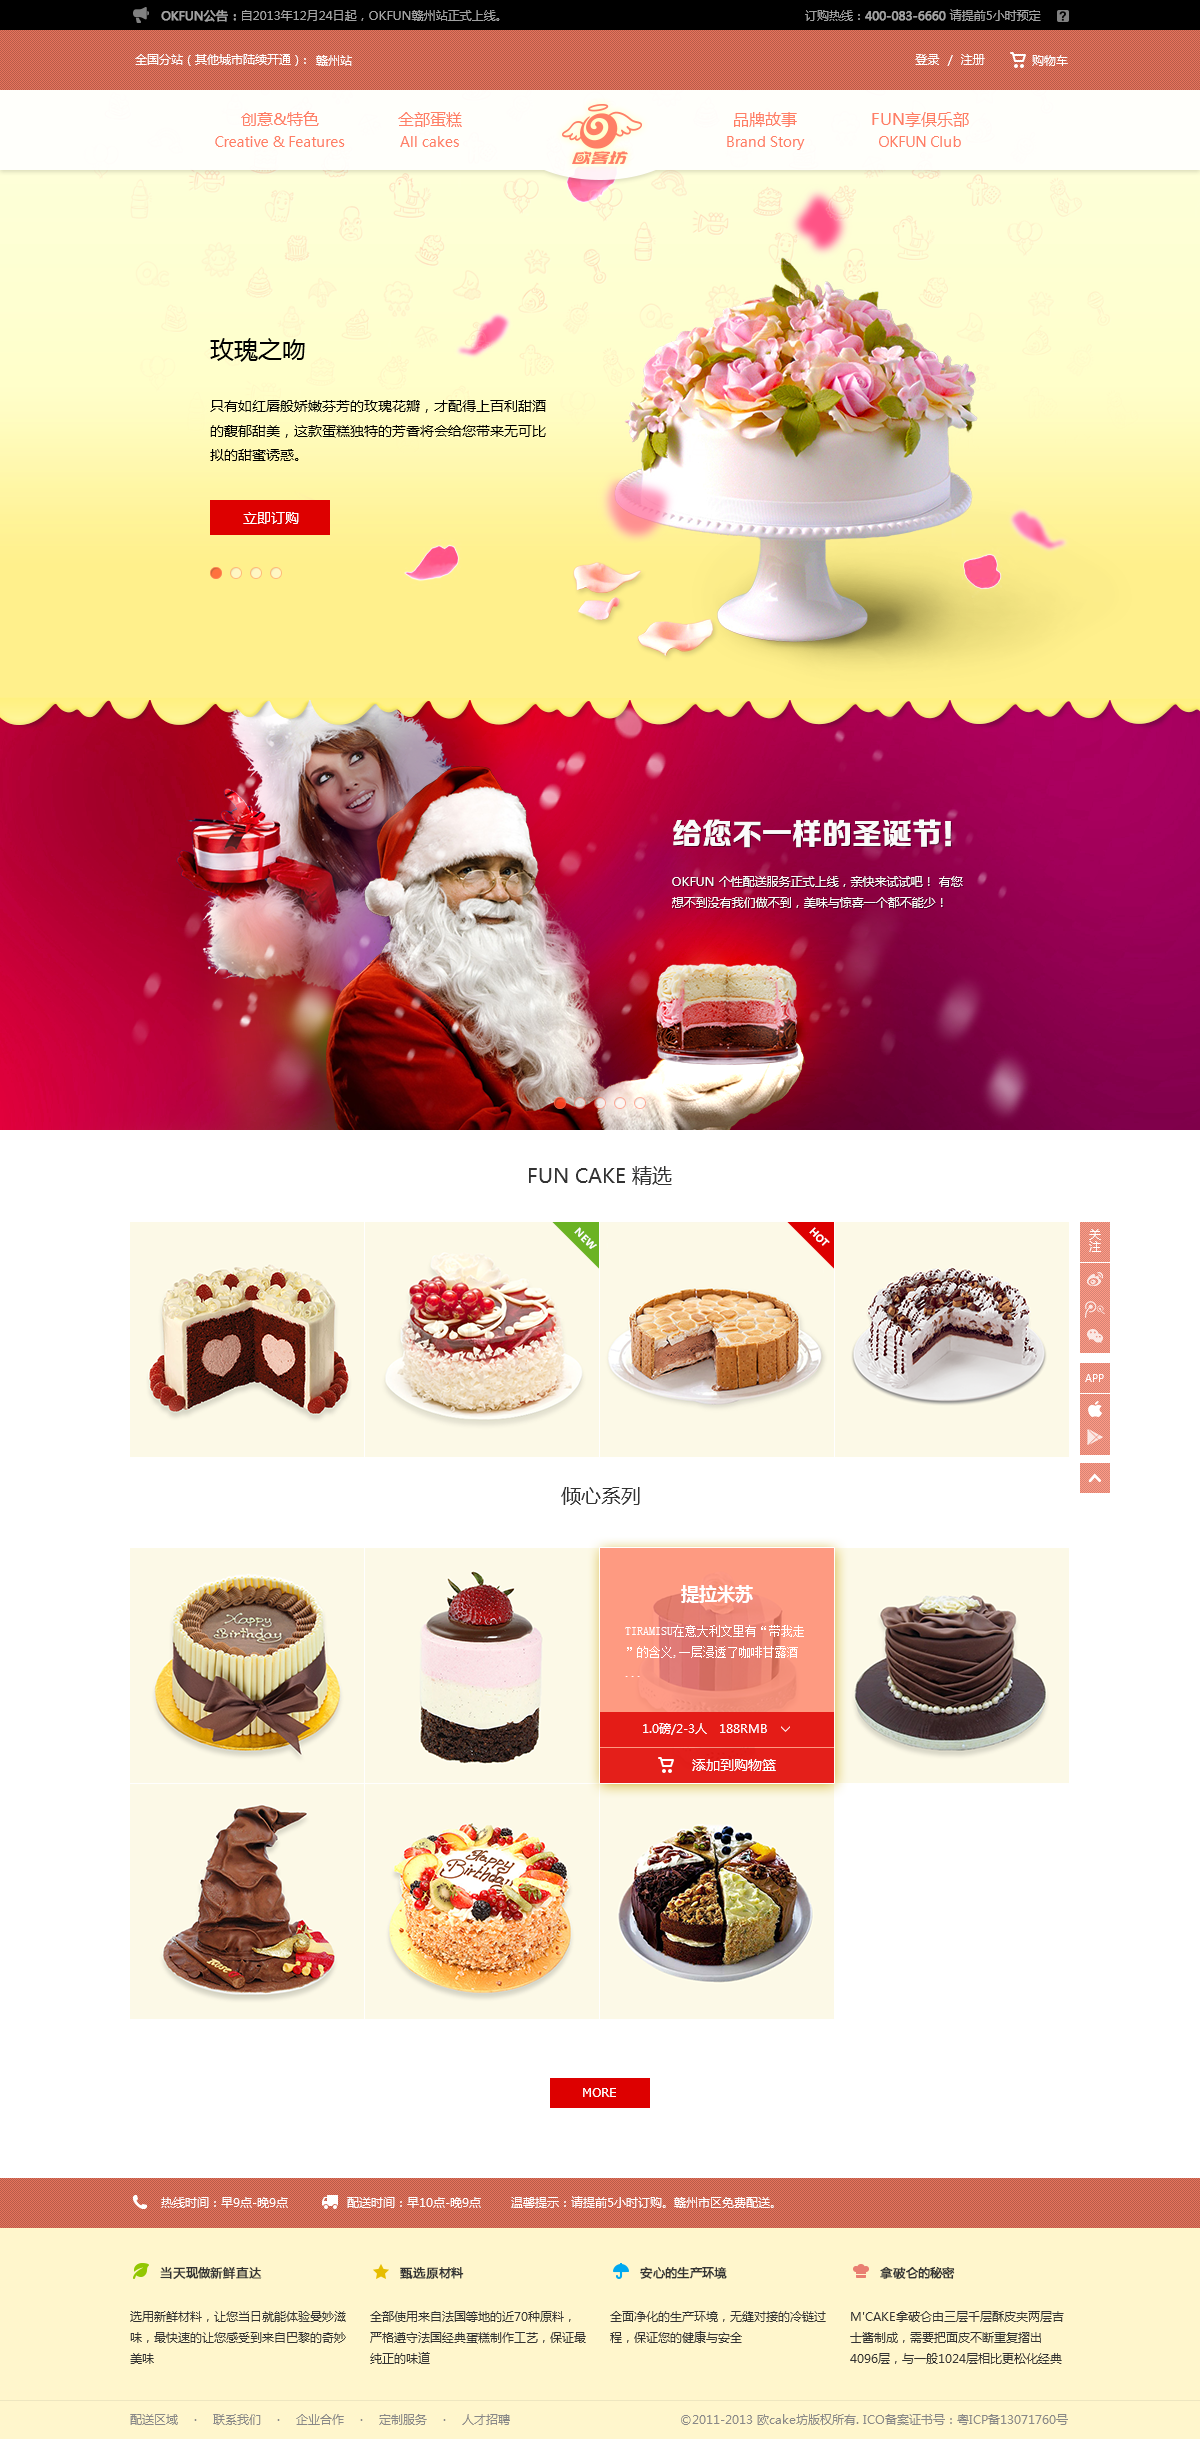 OKFUN公告：自2013年12月24日起，OKFUN赣州站正式上线。
订购热线：400-083-6660 请提前5小时预定
全国分站（其他城市陆续开通）： 赣州站
登录 / 注册 购物车
创意&特色 全部蛋糕 品牌故事 FUN享俱乐部
Creative & Features All cakes Brand Story OKFUN Club
欧客坊
玫瑰之吻
只有如红唇般娇嫩芬芳的玫瑰花瓣，才配得上百利甜酒
的馥郁甜美，这款蛋糕独特的芳香将会给您带来无可比
拟的甜蜜诱惑。
立即订购
给您不一样的圣诞节!
OKFUN 个性配送服务正式上线，亲快来试试吧！ 有您
想不到没有我们做不到，美味与惊喜一个都不能少！
FUN CAKE 精选
NEW
HOT
关
注
APP
倾心系列
Happy
Birthday
提拉米苏
TIRAMISU在意大利文里有“带我走
”的含义,一层浸透了咖啡甘露酒
...
1.0磅/2-3人 188RMB
添加到购物篮
Happy
Birthday
MORE
热线时间：早9点-晚9点 配送时间：早10点-晚9点 温馨提示：请提前5小时订购。赣州市区免费配送。
当天现做新鲜直达
选用新鲜材料，让您当日就能体验曼妙滋
味，最快速的让您感受到来自巴黎的奇妙
美味
甄选原材料
全部使用来自法国等地的近70种原料，
严格遵守法国经典蛋糕制作工艺，保证最
纯正的味道
安心的生产环境
全面净化的生产环境，无缝对接的冷链过
程，保证您的健康与安全
拿破仑的秘密
M'CAKE拿破仑由三层千层酥皮夹两层吉
士酱制成，需要把面皮不断重复摺出
4096层，与一般1024层相比更松化经典
配送区域 · 联系我们 · 企业合作 · 定制服务 · 人才招聘
©2011-2013 欧cake坊版权所有. ICO备案证书号：粤ICP备13071760号